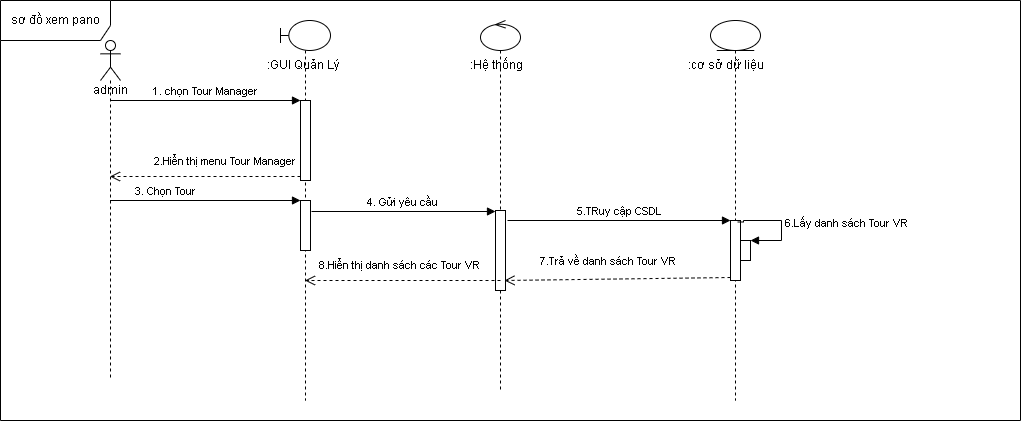 sơ đồ xem pano
:GUI Quản Lý
:Hệ thống
:cơ sở dữ liệu
admin
1. chọn Tour Manager
2.Hiển thị menu Tour Manager
3. Chọn Tour
4. Gửi yêu cầu
5.TRuy cập CSDL
6.Lấy danh sách Tour VR
7.Trả về danh sách Tour VR
8.Hiển thị danh sách các Tour VR